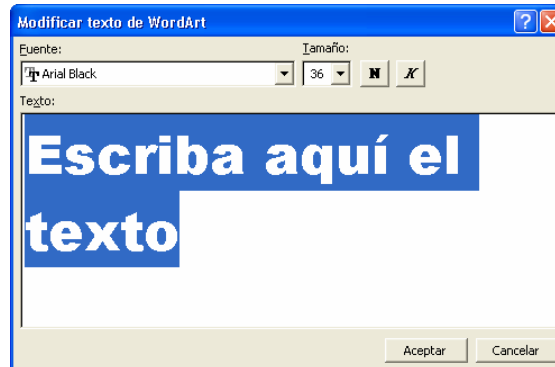 Modificar texto de WordArt
Fuente:
Tamaño:
Arial Black
36
N
K
Texto:
Escriba aquí el
texto
Aceptar
Cancelar